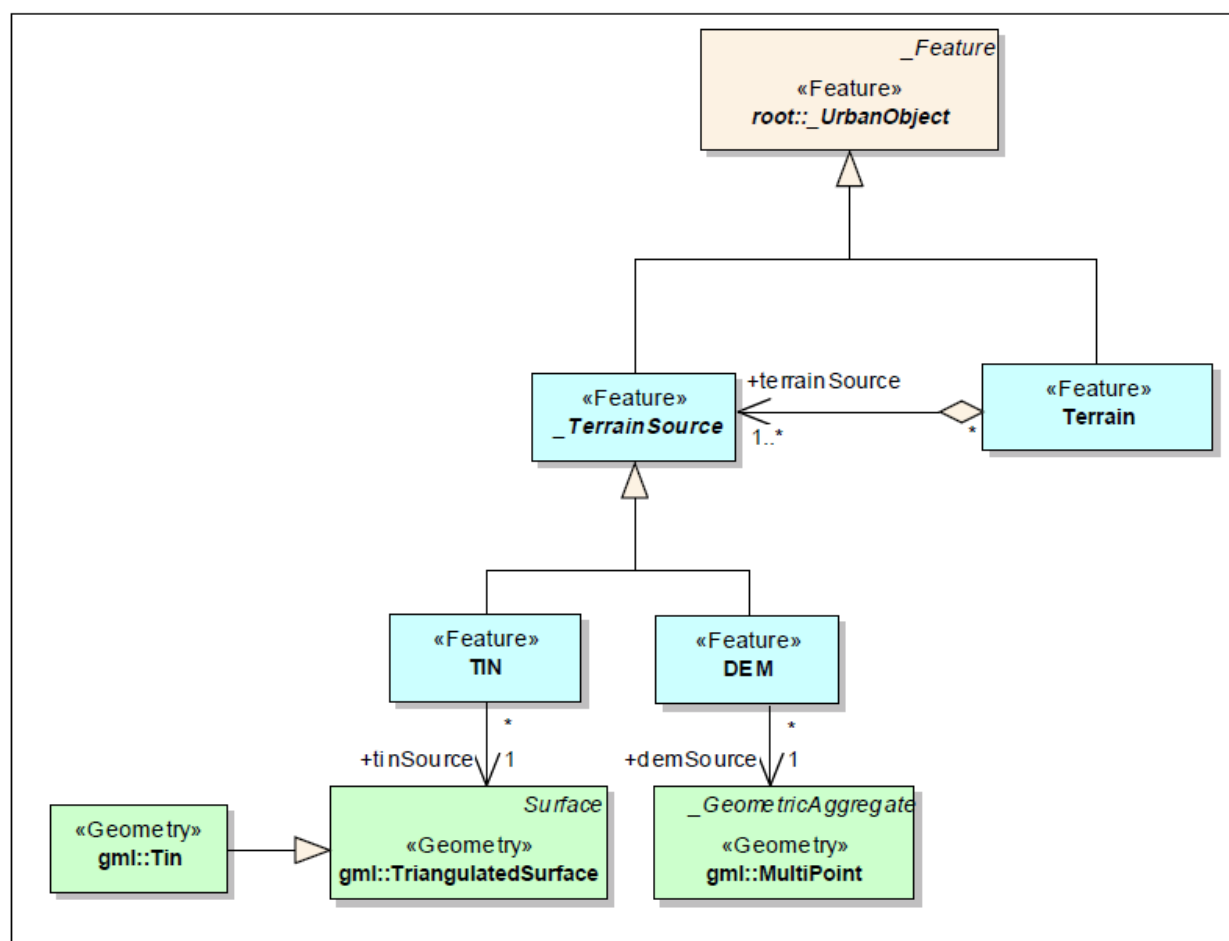 _Feature
«Feature»
root::_UrbanObject
«Feature»
_TerrainSource
+terrainSource
1..*
*
«Feature»
Terrain
«Feature»
TIN
«Feature»
DEM
*
+tinSource
1
*
+demSource
1
«Geometry»
gml::Tin
Surface
«Geometry»
gml::TriangulatedSurface
_GeometricAggregate
«Geometry»
gml::MultiPoint